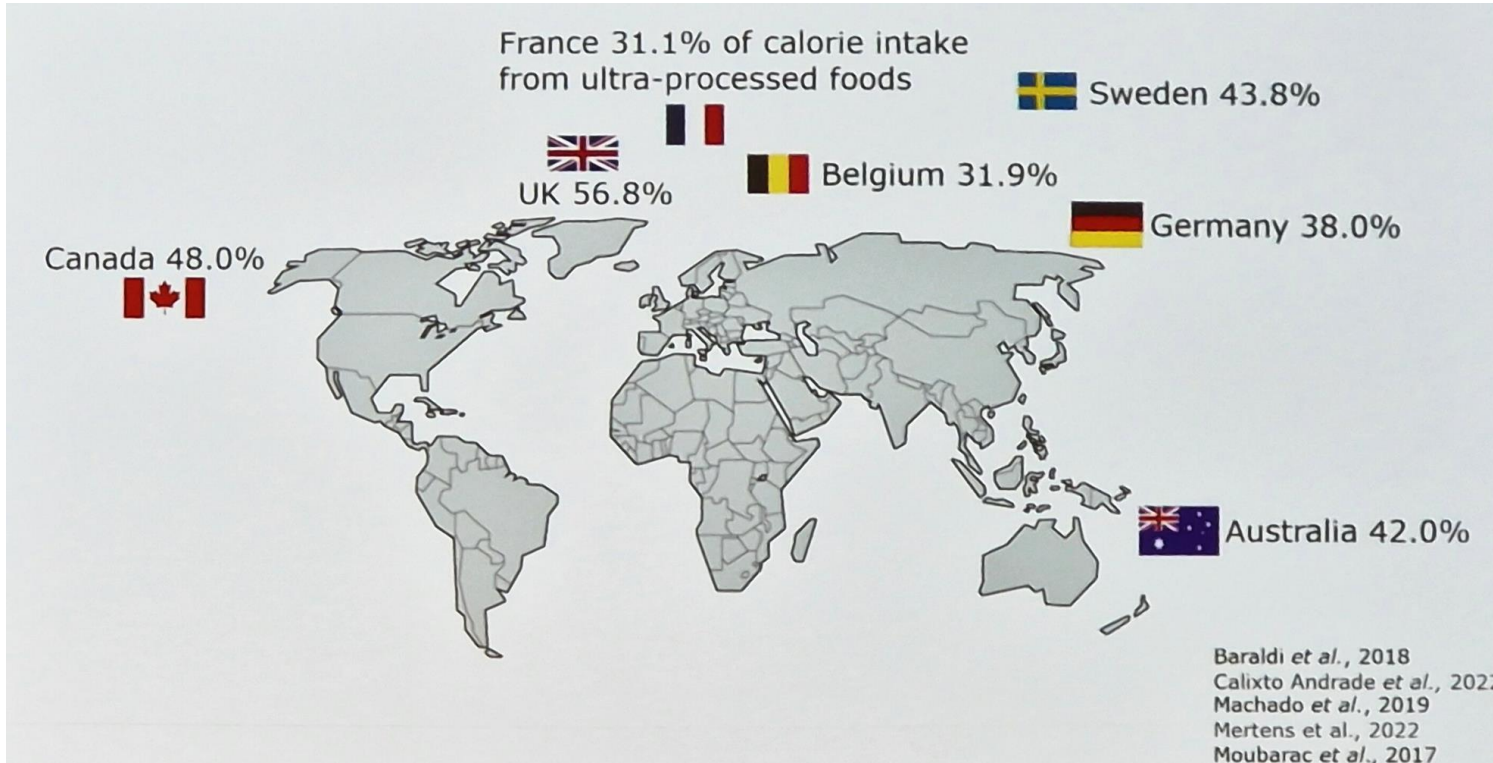 France 31.1% of calorie intake
from ultra-processed foods
Sweden 43.8%
Belgium 31.9%
UK 56.8%
Germany 38.0%
Canada 48.0%
Australia 42.0%
Baraldi et al., 2018
Calixto Andrade et al.,
Machado et al., 2019
Mertens et al., 2022
Moubarac et al., 2017